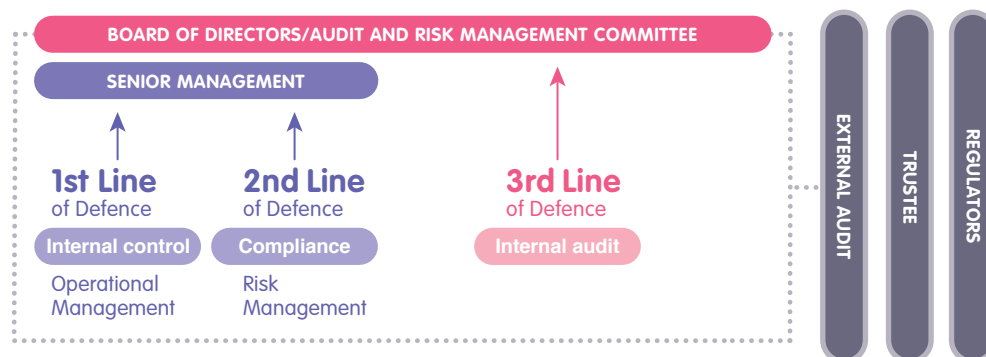 BOARD OF DIRECTORS/AUDIT AND RISK MANAGEMENT COMMITTEE
SENIOR MANAGEMENT
1st Line
of Defence
Internal control
Operational
Management
2nd Line
of Defence
Compliance
Risk
Management
3rd Line
of Defence
Internal audit
EXTERNAL AUDIT
TRUSTEE
REGULATORS